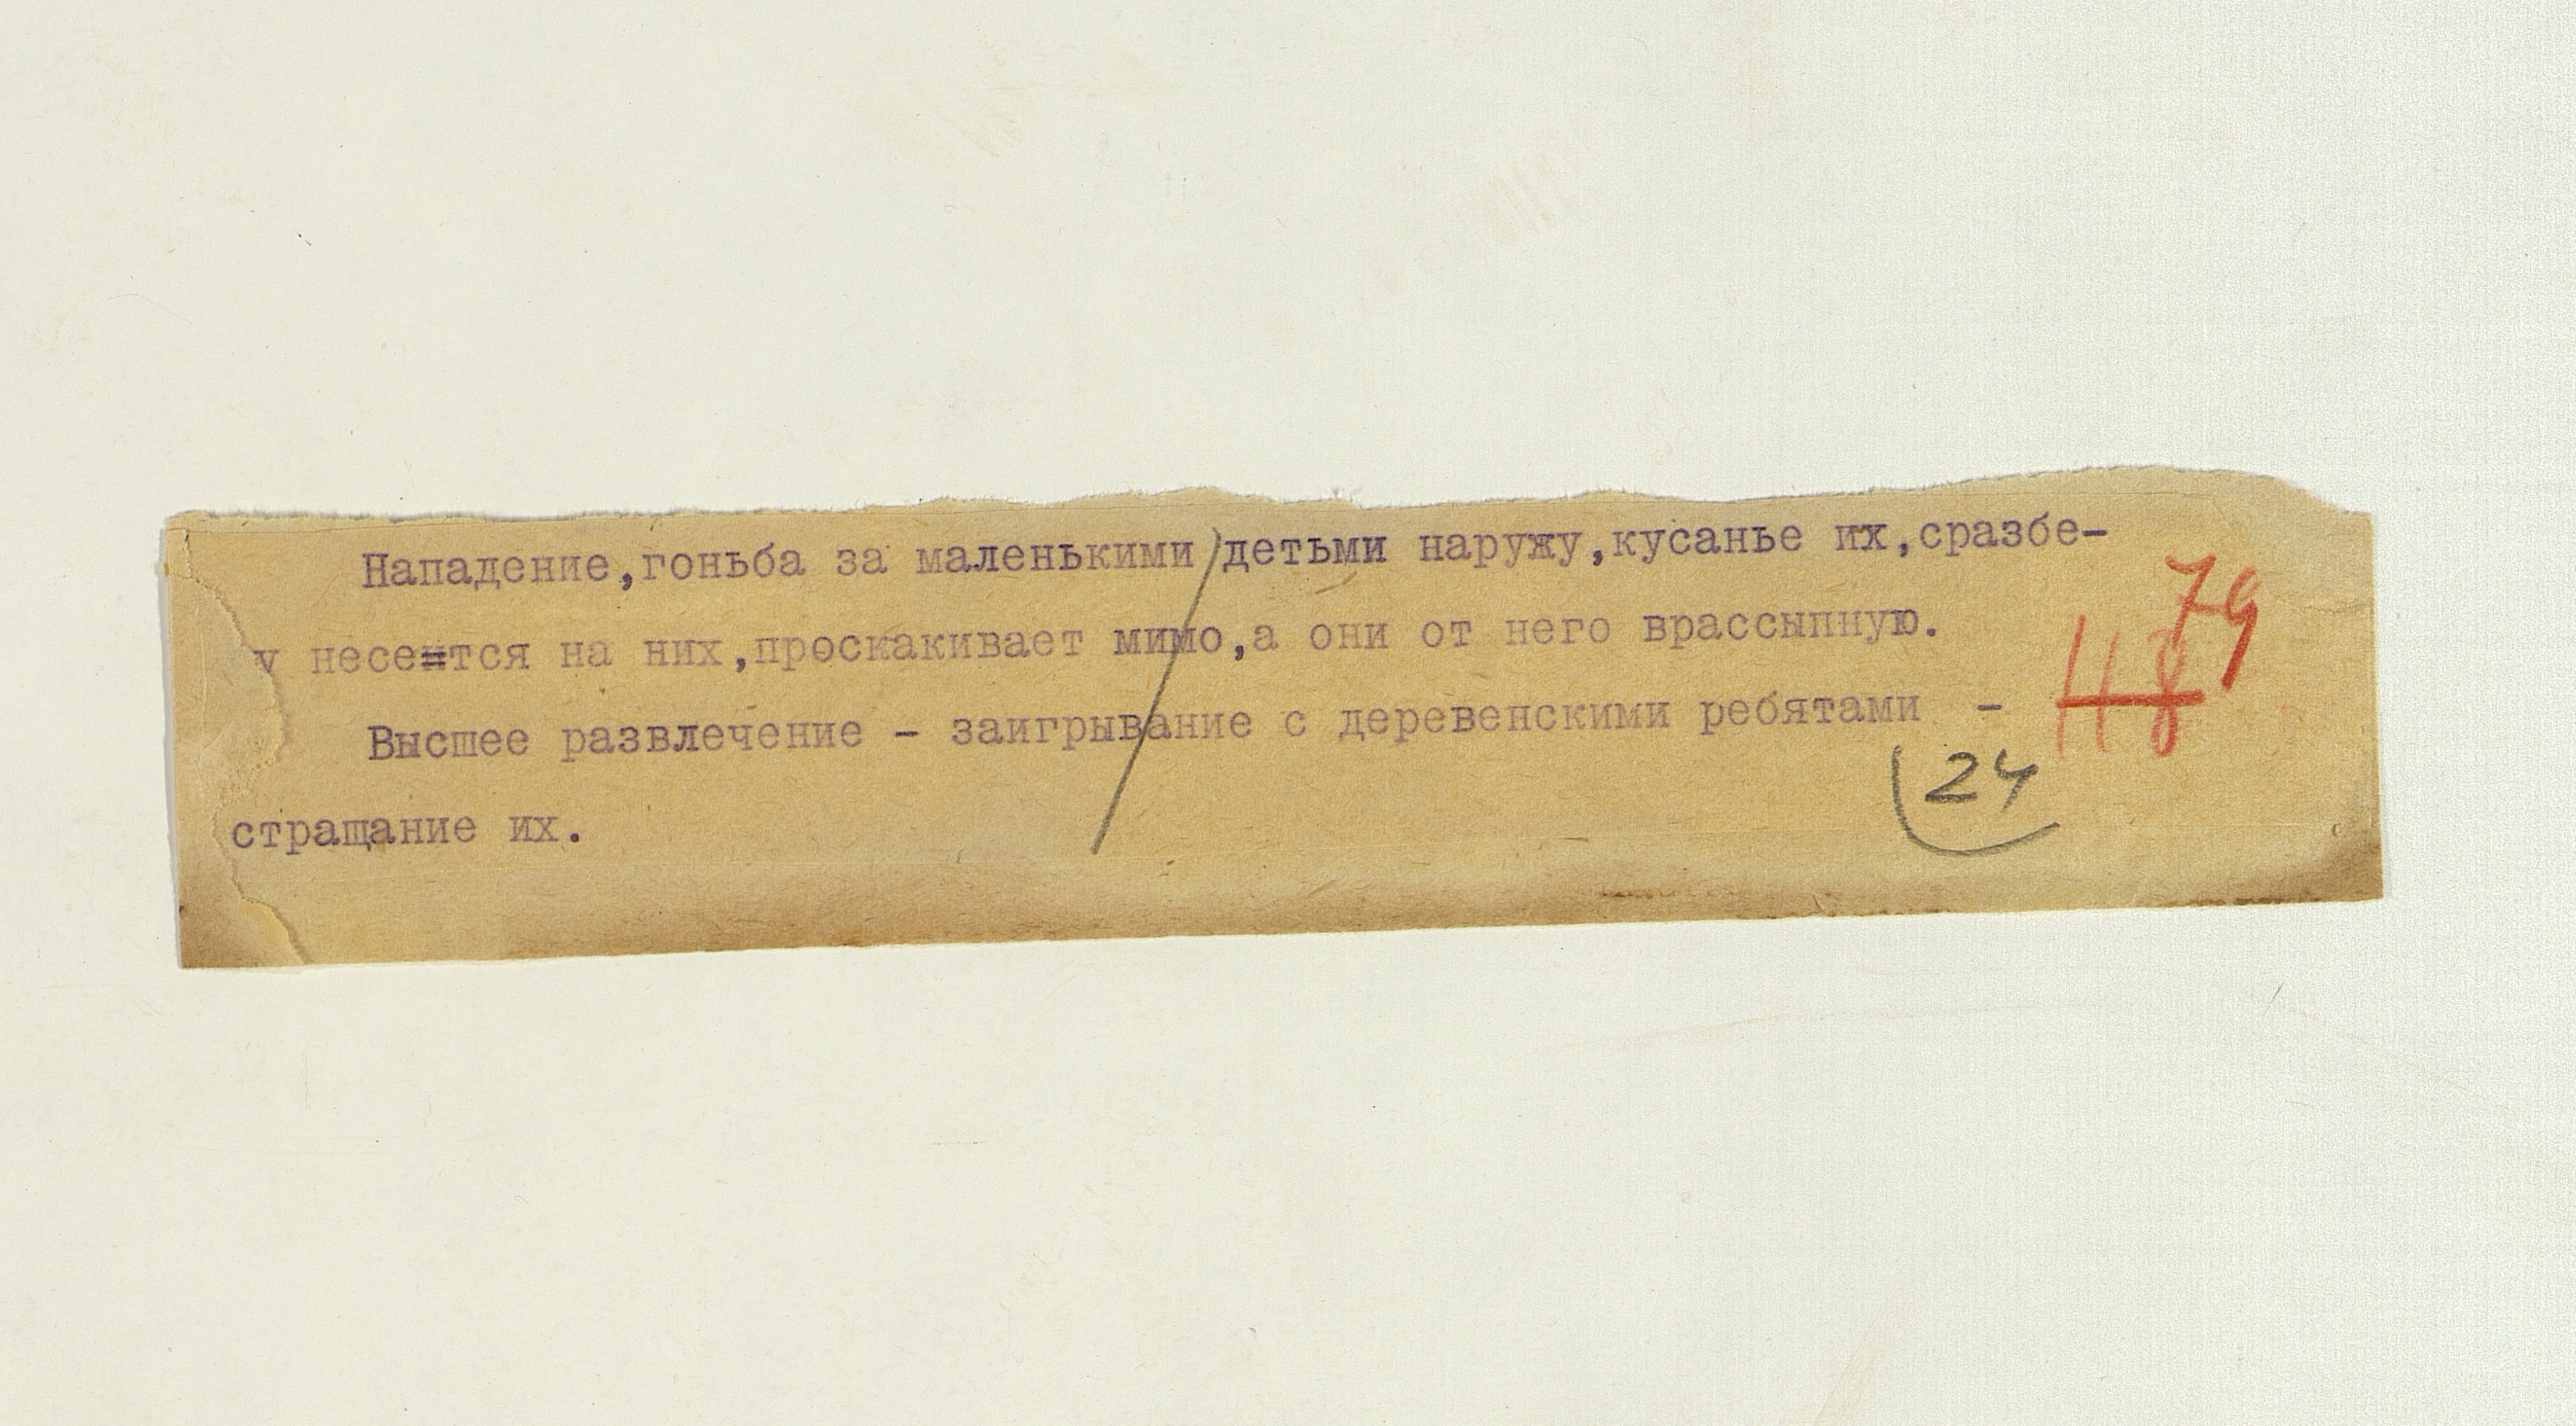 Нападение,гоньба за маленькими детьми наружу,кусанье их,сразбе-
у несется на них,проскакивает мимо,а они от него врассыпную.
Высшее развлечение - заигрывание с деревенскими ребятами -
стращание их.
79
118
24